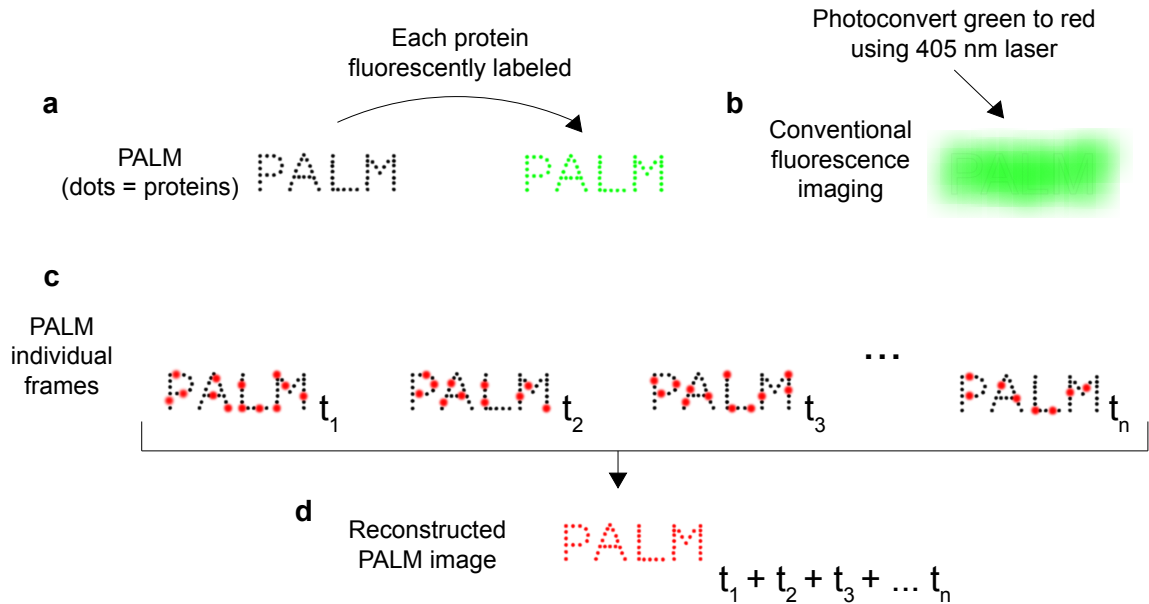 Each protein
fluorescently labeled
Photoconvert green to red
using 405 nm laser
a
b
PALM
(dots = proteins)
PALM
PALM
Conventional
fluorescence
imaging
PALM
c
PALM
individual
frames
PALM t1
PALM t2
PALM t3
...
PALM tn
d
Reconstructed
PALM image
PALM
t1 + t2 + t3 + ... tn